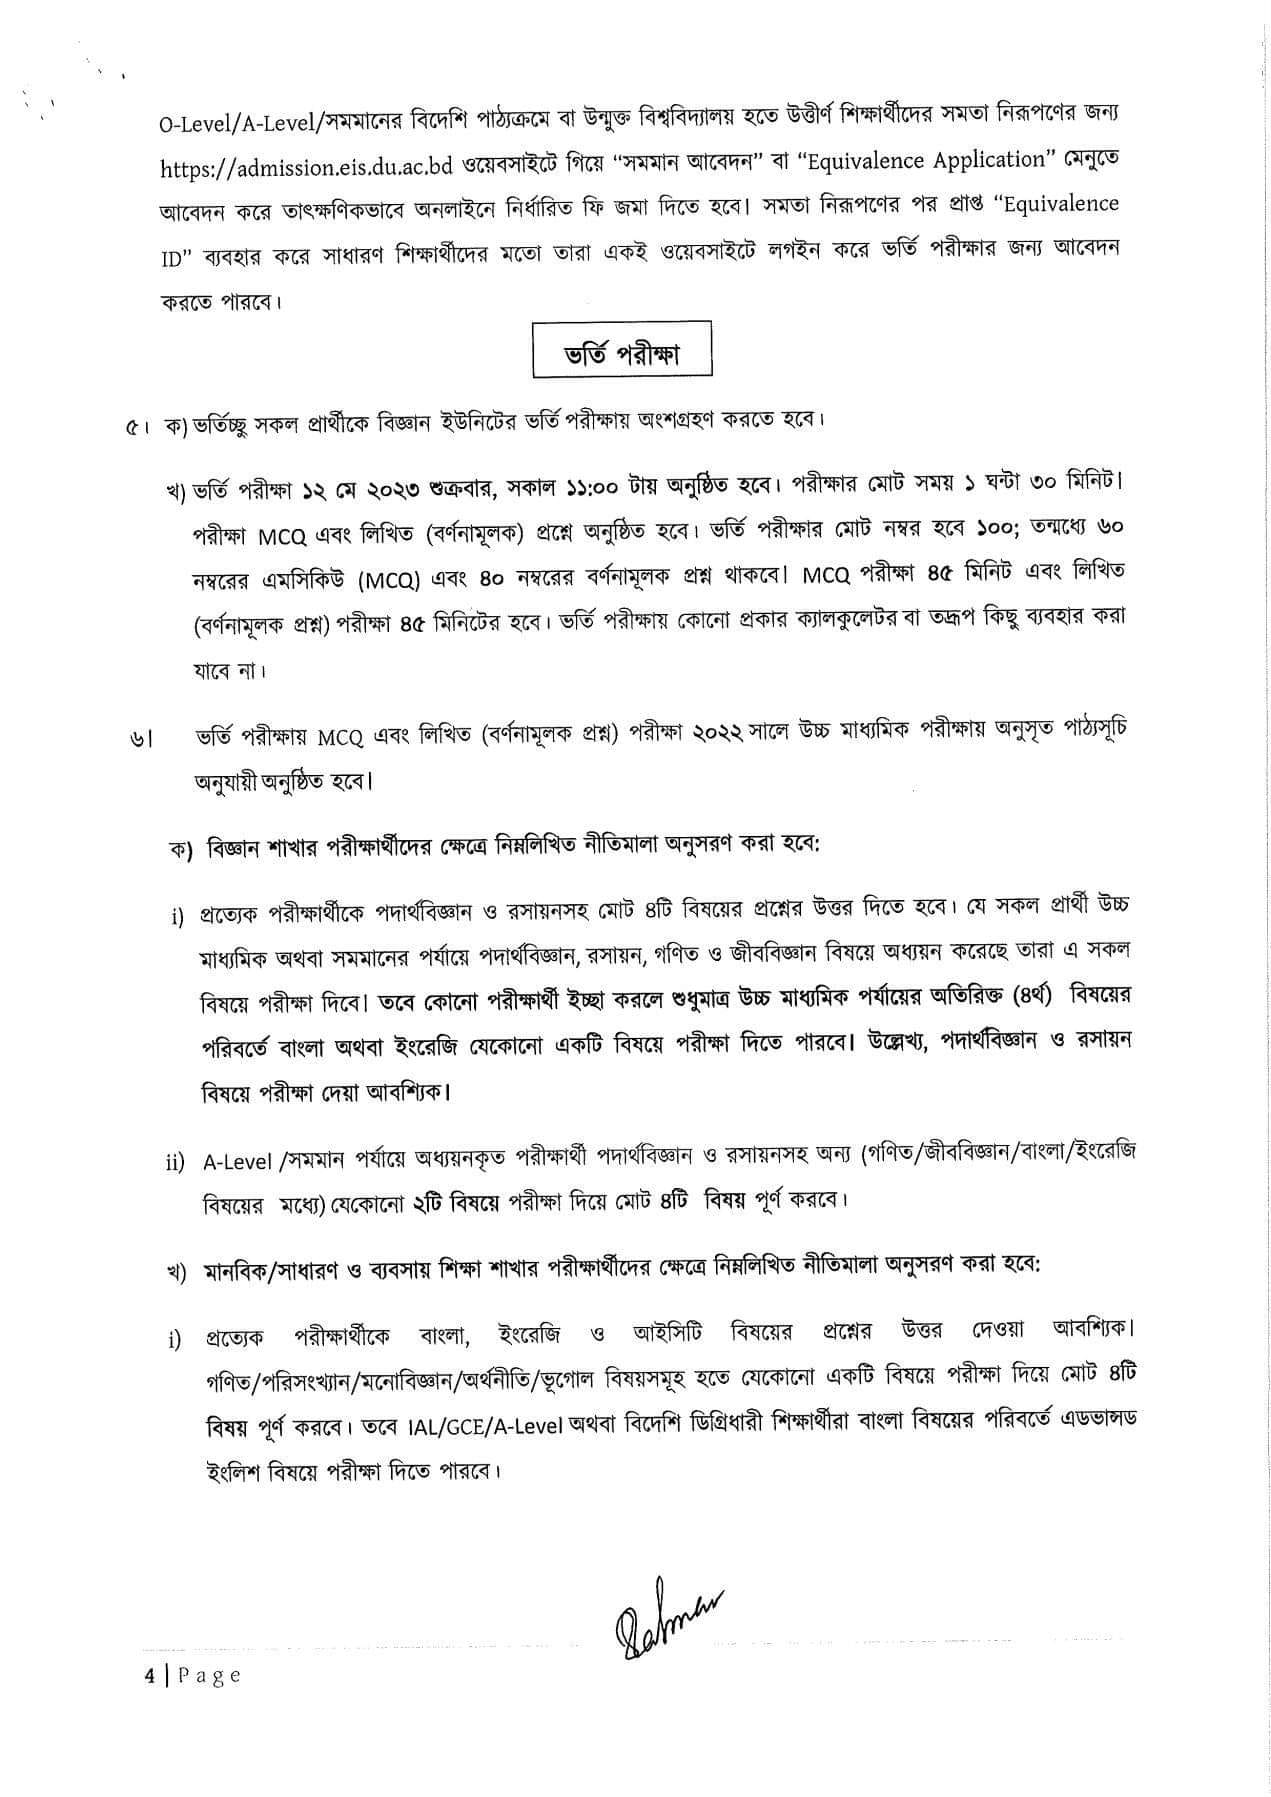 O-Level/A-Level/সমমানের বিদেশি পাঠ্যক্রমে বা উন্মুক্ত বিশ্ববিদ্যালয় হতে উত্তীর্ণ শিক্ষার্থীদের সমতা নিরূপণের জন্য
https://admission.eis.du.ac.bd ওয়েবসাইটে গিয়ে “সমমান আবেদন” বা “Equivalence Application” মেনুতে
আবেদন করে তাৎক্ষণিকভাবে অনলাইনে নির্ধারিত ফি জমা দিতে হবে। সমতা নিরূপণের পর প্রাপ্ত “Equivalence
ID” ব্যবহার করে সাধারণ শিক্ষার্থীদের মতো তারা একই ওয়েবসাইটে লগইন করে ভর্তি পরীক্ষার জন্য আবেদন
করতে পারবে।
ভর্তি পরীক্ষা
৫। ক) ভর্তিচ্ছু সকল প্রার্থীকে বিজ্ঞান ইউনিটের ভর্তি পরীক্ষায় অংশগ্রহণ করতে হবে।
খ) ভর্তি পরীক্ষা ১২ মে ২০২৩ শুক্রবার, সকাল ১১:০০ টায় অনুষ্ঠিত হবে। পরীক্ষার মোট সময় ১ ঘন্টা ৩০ মিনিট।
পরীক্ষা MCQ এবং লিখিত (বর্ণনামূলক) প্রশ্নে অনুষ্ঠিত হবে। ভর্তি পরীক্ষার মোট নম্বর হবে ১০০; তন্মধ্যে ৬০
নম্বরের এমসিকিউ (MCQ) এবং ৪০ নম্বরের বর্ণনামূলক প্রশ্ন থাকবে। MCQ পরীক্ষা ৪৫ মিনিট এবং লিখিত
(বর্ণনামূলক প্রশ্ন) পরীক্ষা ৪৫ মিনিটের হবে। ভর্তি পরীক্ষায় কোনো প্রকার ক্যালকুলেটর বা তদ্রূপ কিছু ব্যবহার করা
যাবে না।
৬। ভর্তি পরীক্ষায় MCQ এবং লিখিত (বর্ণনামূলক প্রশ্ন) পরীক্ষা ২০২২ সালে উচ্চ মাধ্যমিক পরীক্ষায় অনুসৃত পাঠ্যসূচি
অনুযায়ী অনুষ্ঠিত হবে।
ক) বিজ্ঞান শাখার পরীক্ষার্থীদের ক্ষেত্রে নিম্নলিখিত নীতিমালা অনুসরণ করা হবে:
i) প্রত্যেক পরীক্ষার্থীকে পদার্থবিজ্ঞান ও রসায়নসহ মোট ৪টি বিষয়ের প্রশ্নের উত্তর দিতে হবে। যে সকল প্রার্থী উচ্চ
মাধ্যমিক অথবা সমমানের পর্যায়ে পদার্থবিজ্ঞান, রসায়ন, গণিত ও জীববিজ্ঞান বিষয়ে অধ্যয়ন করেছে তারা এ সকল
বিষয়ে পরীক্ষা দিবে। তবে কোনো পরীক্ষার্থী ইচ্ছা করলে শুধুমাত্র উচ্চ মাধ্যমিক পর্যায়ের অতিরিক্ত (৪র্থ) বিষয়ের
পরিবর্তে বাংলা অথবা ইংরেজি যেকোনো একটি বিষয়ে পরীক্ষা দিতে পারবে। উল্লেখ্য, পদার্থবিজ্ঞান ও রসায়ন
বিষয়ে পরীক্ষা দেয়া আবশ্যিক।
ii) A-Level /সমমান পর্যায়ে অধ্যয়নকৃত পরীক্ষার্থী পদার্থবিজ্ঞান ও রসায়নসহ অন্য (গণিত/জীববিজ্ঞান/বাংলা/ইংরেজি
বিষয়ের মধ্যে) যেকোনো ২টি বিষয়ে পরীক্ষা দিয়ে মোট ৪টি বিষয় পূর্ণ করবে।
খ) মানবিক/সাধারণ ও ব্যবসায় শিক্ষা শাখার পরীক্ষার্থীদের ক্ষেত্রে নিম্নলিখিত নীতিমালা অনুসরণ করা হবে:
i) প্রত্যেক পরীক্ষার্থীকে বাংলা, ইংরেজি ও আইসিটি বিষয়ের প্রশ্নের উত্তর দেওয়া আবশ্যিক।
গণিত/পরিসংখ্যান/মনোবিজ্ঞান/অর্থনীতি/ভূগোল বিষয়সমূহ হতে যেকোনো একটি বিষয়ে পরীক্ষা দিয়ে মোট ৪টি
বিষয় পূর্ণ করবে। তবে IAL/GCE/A-Level অথবা বিদেশি ডিগ্রিধারী শিক্ষার্থীরা বাংলা বিষয়ের পরিবর্তে এডভান্সড
ইংলিশ বিষয়ে পরীক্ষা দিতে পারবে।
Rahman
4 | Page